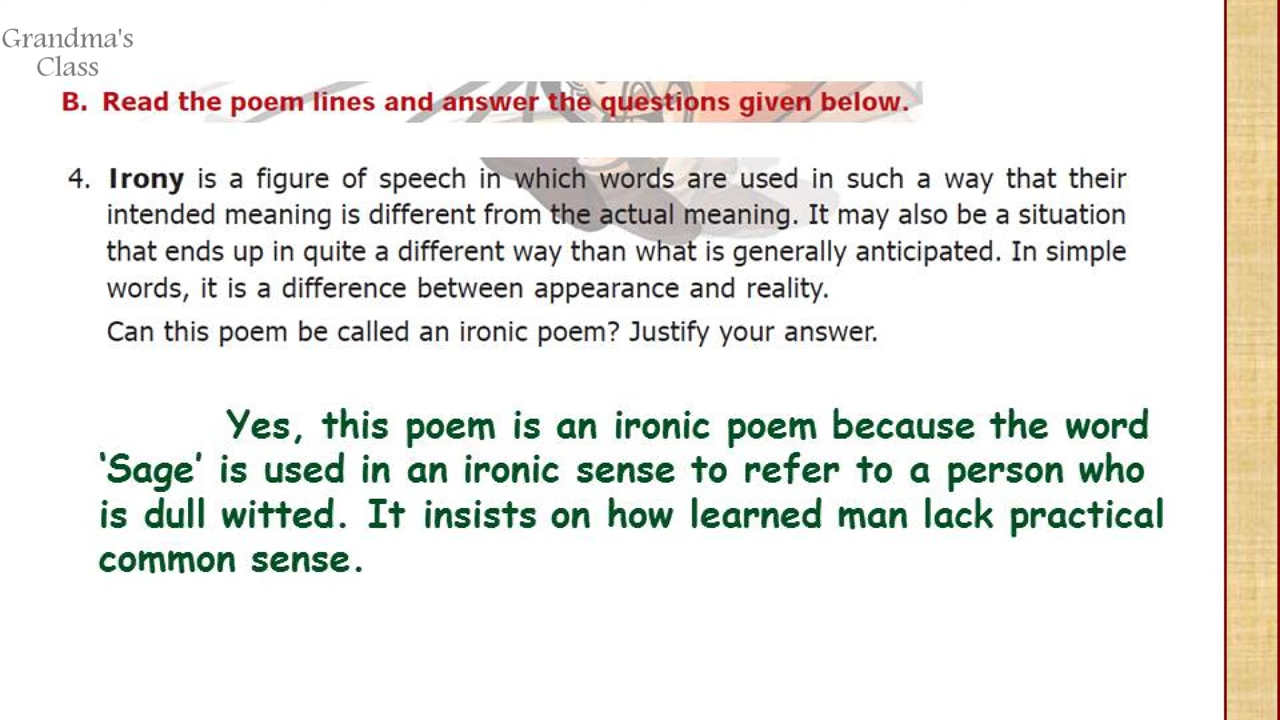 Grandma's
Class
B. Read the poem lines and answer the questions given below.
4. Irony is a figure of speech in which words are used in such a way that their
intended meaning is different from the actual meaning. It may also be a situation
that ends up in quite a different way than what is generally anticipated. In simple
words, it is a difference between appearance and reality.
Can this poem be called an ironic poem? Justify your answer.
Yes, this poem is an ironic poem because the word
‘Sage’ is used in an ironic sense to refer to a person who
is dull witted. It insists on how learned man lack practical
common sense.